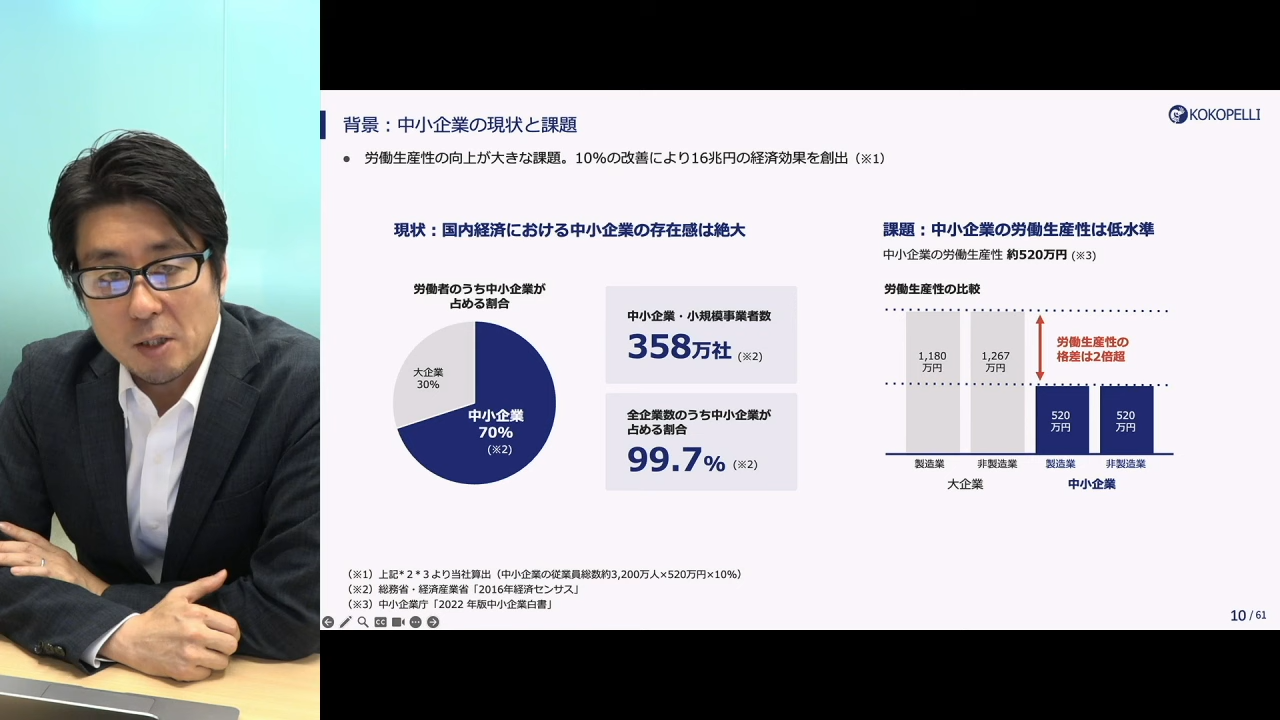 背景：中小企業の現状と課題
KOKOPELLI
● 労働生産性の向上が大きな課題。10%の改善により16兆円の経済効果を創出（※1）
現状：国内経済における中小企業の存在感は絶大
労働者のうち中小企業が
占める割合
大企業
30%
中小企業
70%
（※2）
中小企業・小規模事業者数
358万社（※2）
全企業数のうち中小企業が
占める割合
99.7%（※2）
課題：中小企業の労働生産性は低水準
中小企業の労働生産性 約520万円（※3）
労働生産性の比較
1,180
万円
1,267
万円
労働生産性の
格差は2倍超
520
万円
520
万円
製造業 非製造業 製造業 非製造業
大企業 中小企業
（※1）上記＊2＊3より当社算出（中小企業の従業員総数約3,200万人×520万円×10%）
（※2）総務省・経済産業省「2016年経済センサス」
（※3）中小企業庁「2022 年版中小企業白書」
CC
10 / 61